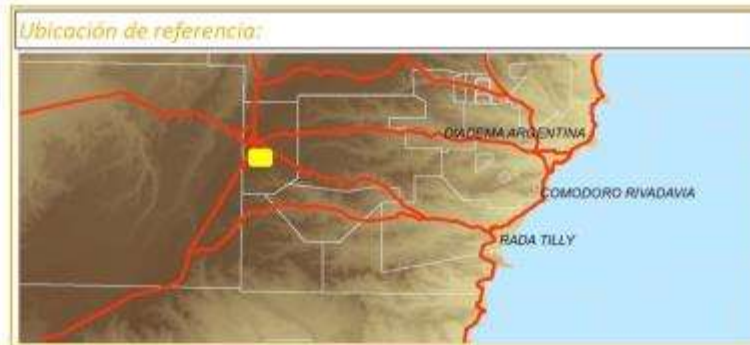 Ubicación de referencia:
DIADEMA ARGENTINA
COMODORO RIVADAVIA
RADA TILLY